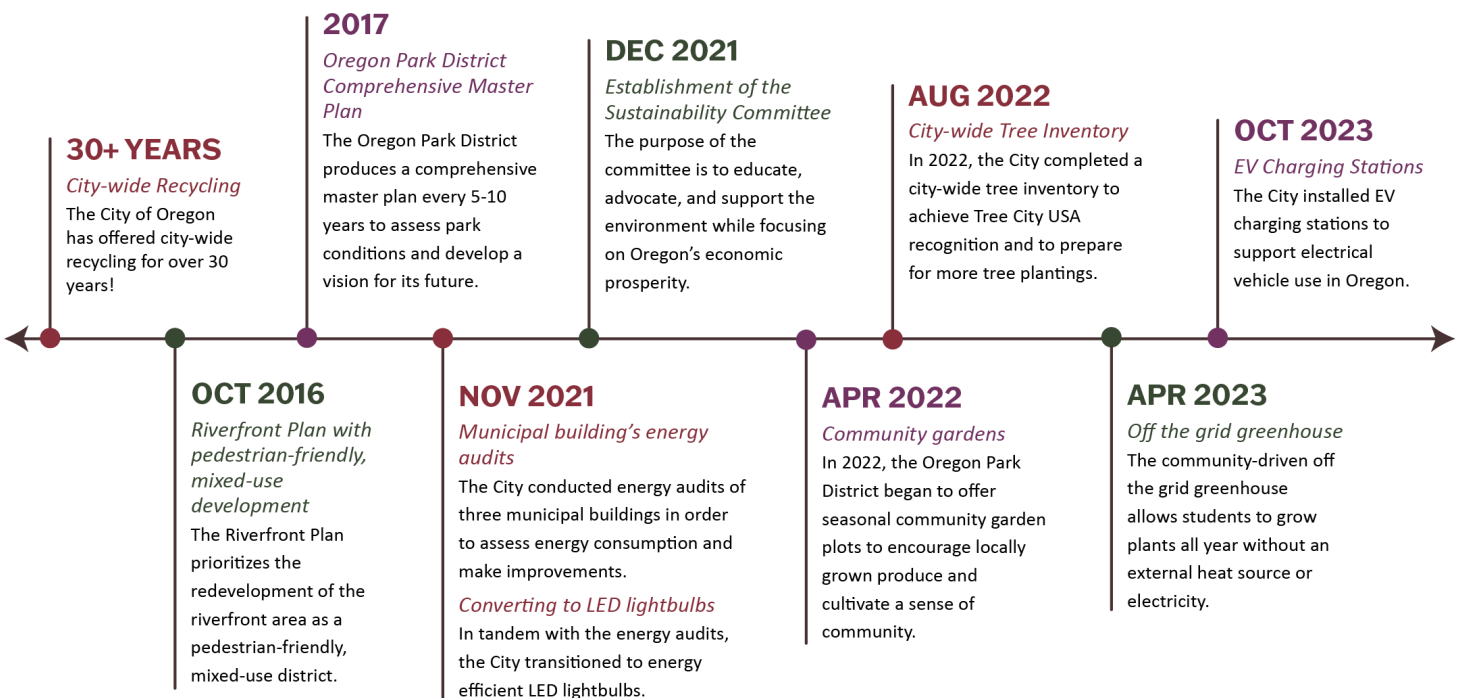 30+ YEARS
City-wide Recycling
The City of Oregon
has offered city-wide
recycling for over 30
years!
OCT 2016
Riverfront Plan with
pedestrian-friendly,
mixed-use
development
The Riverfront Plan
prioritizes the
redevelopment of the
riverfront area as a
pedestrian-friendly,
mixed-use district.
2017
Oregon Park District
Comprehensive Master
Plan
The Oregon Park District
produces a comprehensive
master plan every 5-10
years to assess park
conditions and develop a
vision for its future.
NOV 2021
Municipal building’s energy
audits
The City conducted energy audits of
three municipal buildings in order
to assess energy consumption and
make improvements.
Converting to LED lightbulbs
In tandem with the energy audits,
the City transitioned to energy
efficient LED lightbulbs.
DEC 2021
Establishment of the
Sustainability Committee
The purpose of the
committee is to educate,
advocate, and support the
environment while focusing
on Oregon’s economic
prosperity.
APR 2022
Community gardens
In 2022, the Oregon Park
District began to offer
seasonal community garden
plots to encourage locally
grown produce and
cultivate a sense of
community.
AUG 2022
City-wide Tree Inventory
In 2022, the City completed a
city-wide tree inventory to
achieve Tree City USA
recognition and to prepare
for more tree plantings.
APR 2023
Off the grid greenhouse
The community-driven off
the grid greenhouse
allows students to grow
plants all year without an
external heat source or
electricity.
OCT 2023
EV Charging Stations
The City installed EV
charging stations to
support electrical
vehicle use in Oregon.